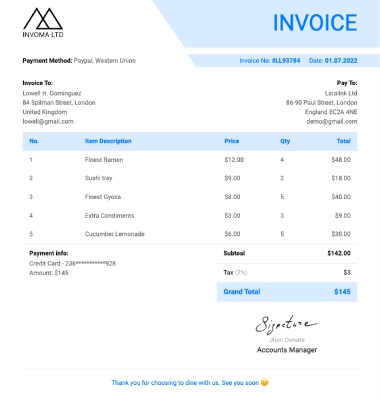 INVOICE
INVOMA LTD
Payment Method: Paypal, Western Union
Invoice No: #LL93784 Date: 01.07.2022
Invoice To:
Lowell H. Dominguez
84 Spilman Street, London
United Kingdom
lowell@gmail.com
Pay To:
Laralink Ltd
86-90 Paul Street, London
England EC2A 4NE
demo@gmail.com
No. Item Description Price Qty Total
1 Finest Ramen $12.00 4 $48.00
2 Sushi tray $9.00 2 $18.00
3 Finest Gyoza $8.00 5 $40.00
4 Extra Condiments $3.00 3 $9.00
5 Cucumber Lemonade $6.00 5 $30.00
Payment Info:
Credit Card - 236***********928
Amount: $145
Subtoal $142.00
Tax (2%) $3
Grand Total $145
Signature
Jhon Donate
Accounts Manager
Thank you for choosing to dine with us. See you soon 🙂